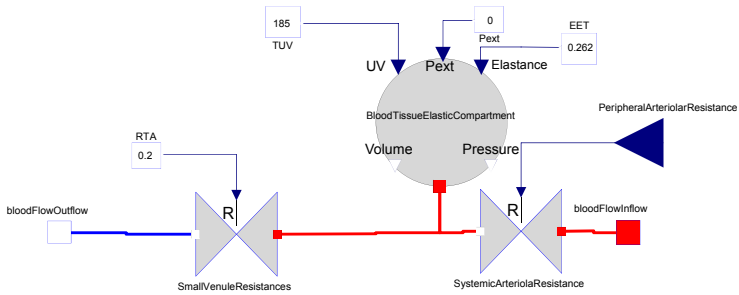 185
TUV
0
Pext
EET
0.262
UV
Pext
Elastance
BloodTissueElasticCompartment
PeripheralArteriolarResistance
RTA
0.2
Volume
Pressure
R
R
bloodFlowOutflow
bloodFlowInflow
SmallVenuleResistances
SystemicArteriolaResistance